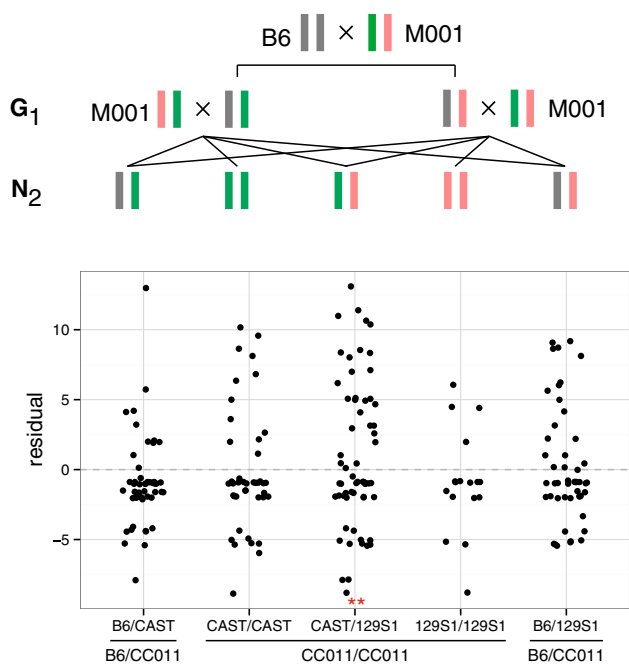 B6 × M001
G1 M001 × × M001
N2
10
5
0
−5
residual
**
B6/CAST CAST/CAST CAST/129S1 129S1/129S1 B6/129S1
B6/CC011 CC011/CC011 B6/CC011